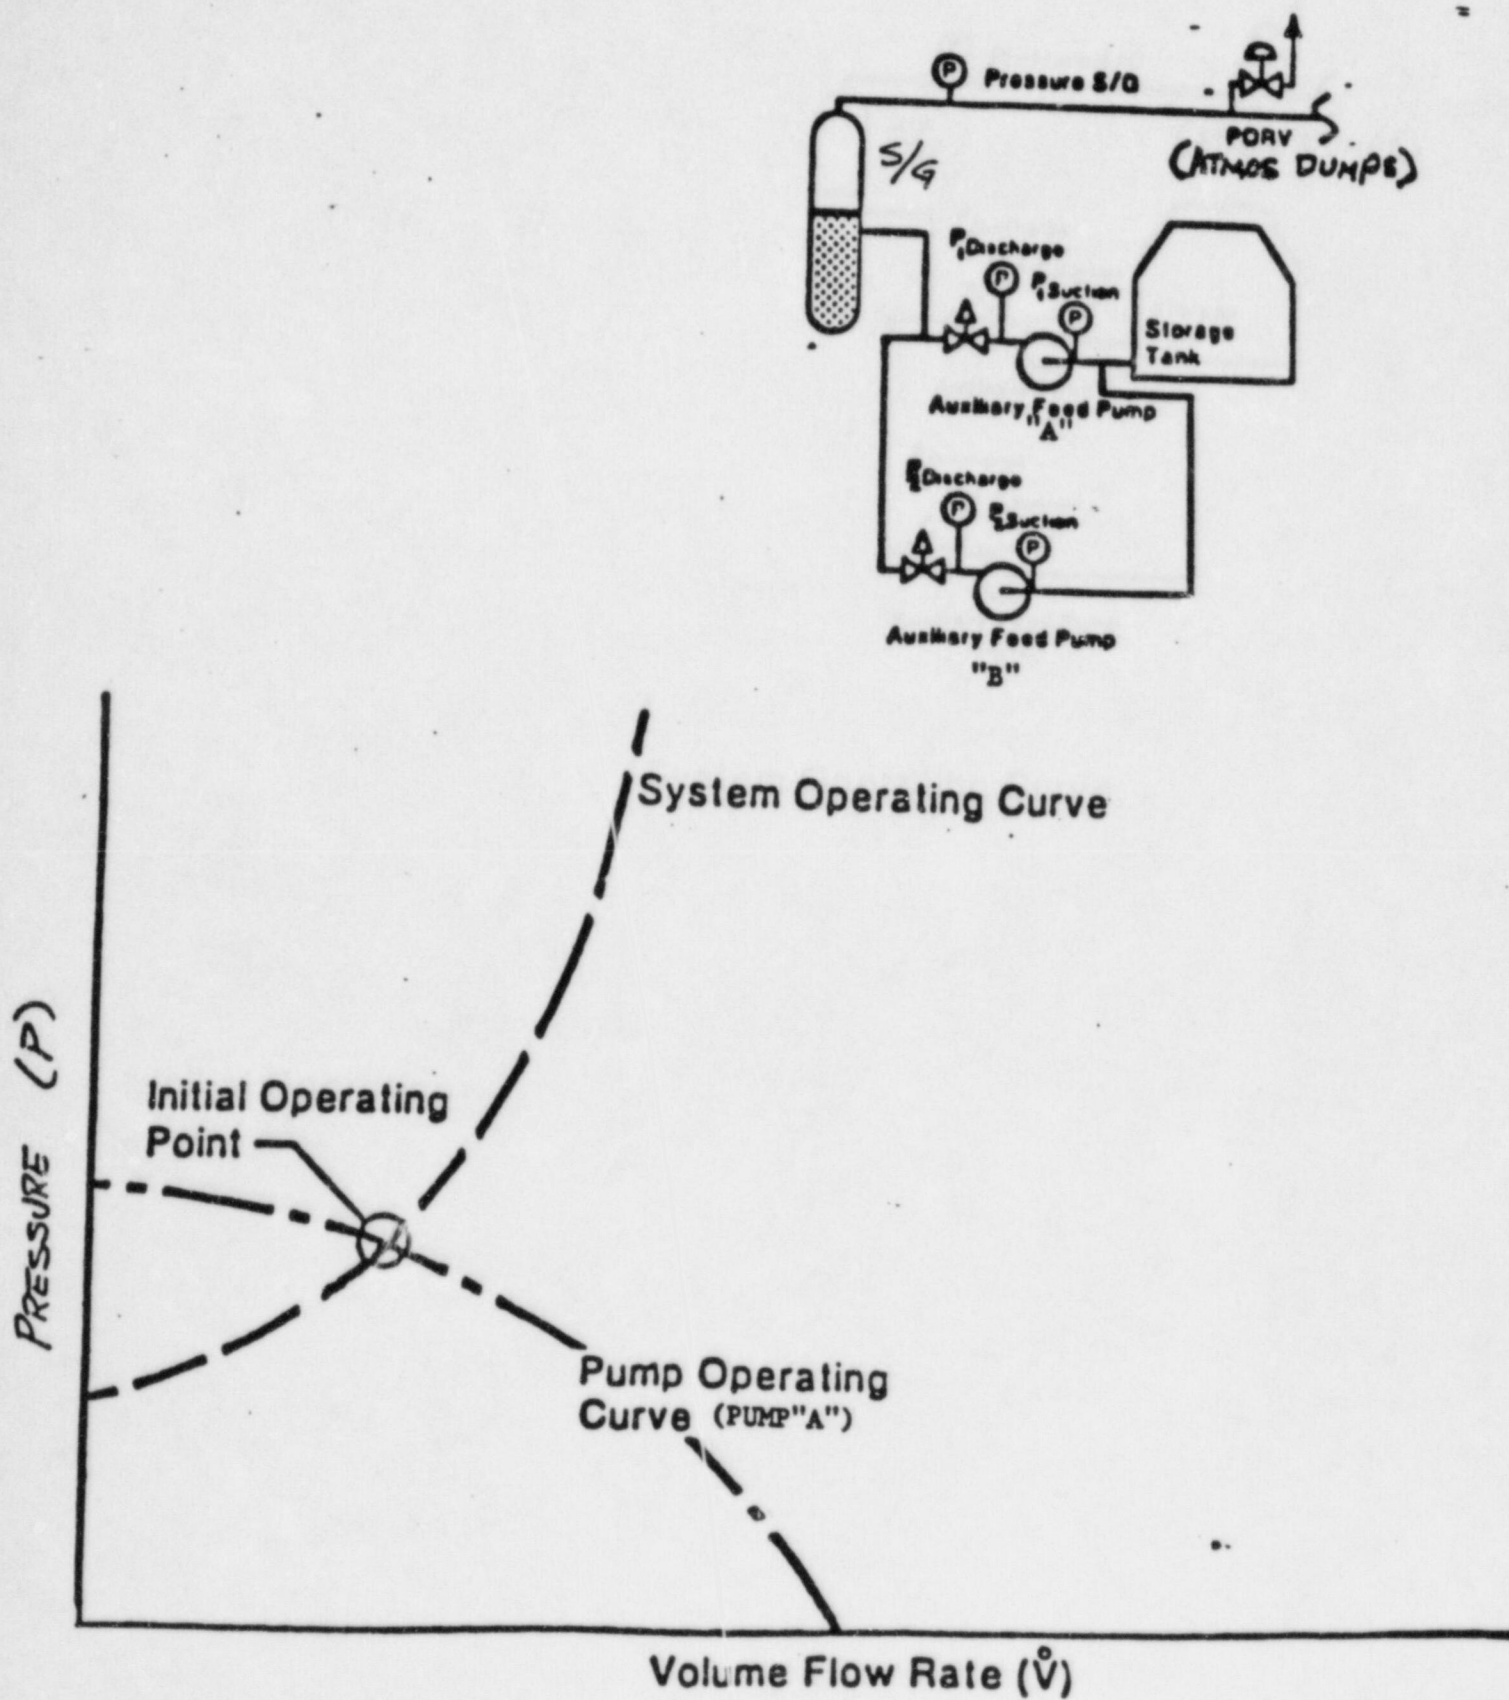 P Pressure S/G
PORV
(ATMOS DUMPS)
S/G
P1 Discharge
P
P1 Suction
P
Storage
Tank
Auxiliary Feed Pump
"A"
P2 Discharge
P
P2 Suction
P
Auxiliary Feed Pump
"B"
System Operating Curve
PRESSURE (P)
Initial Operating
Point
Pump Operating
Curve (PUMP"A")
Volume Flow Rate (V̊)